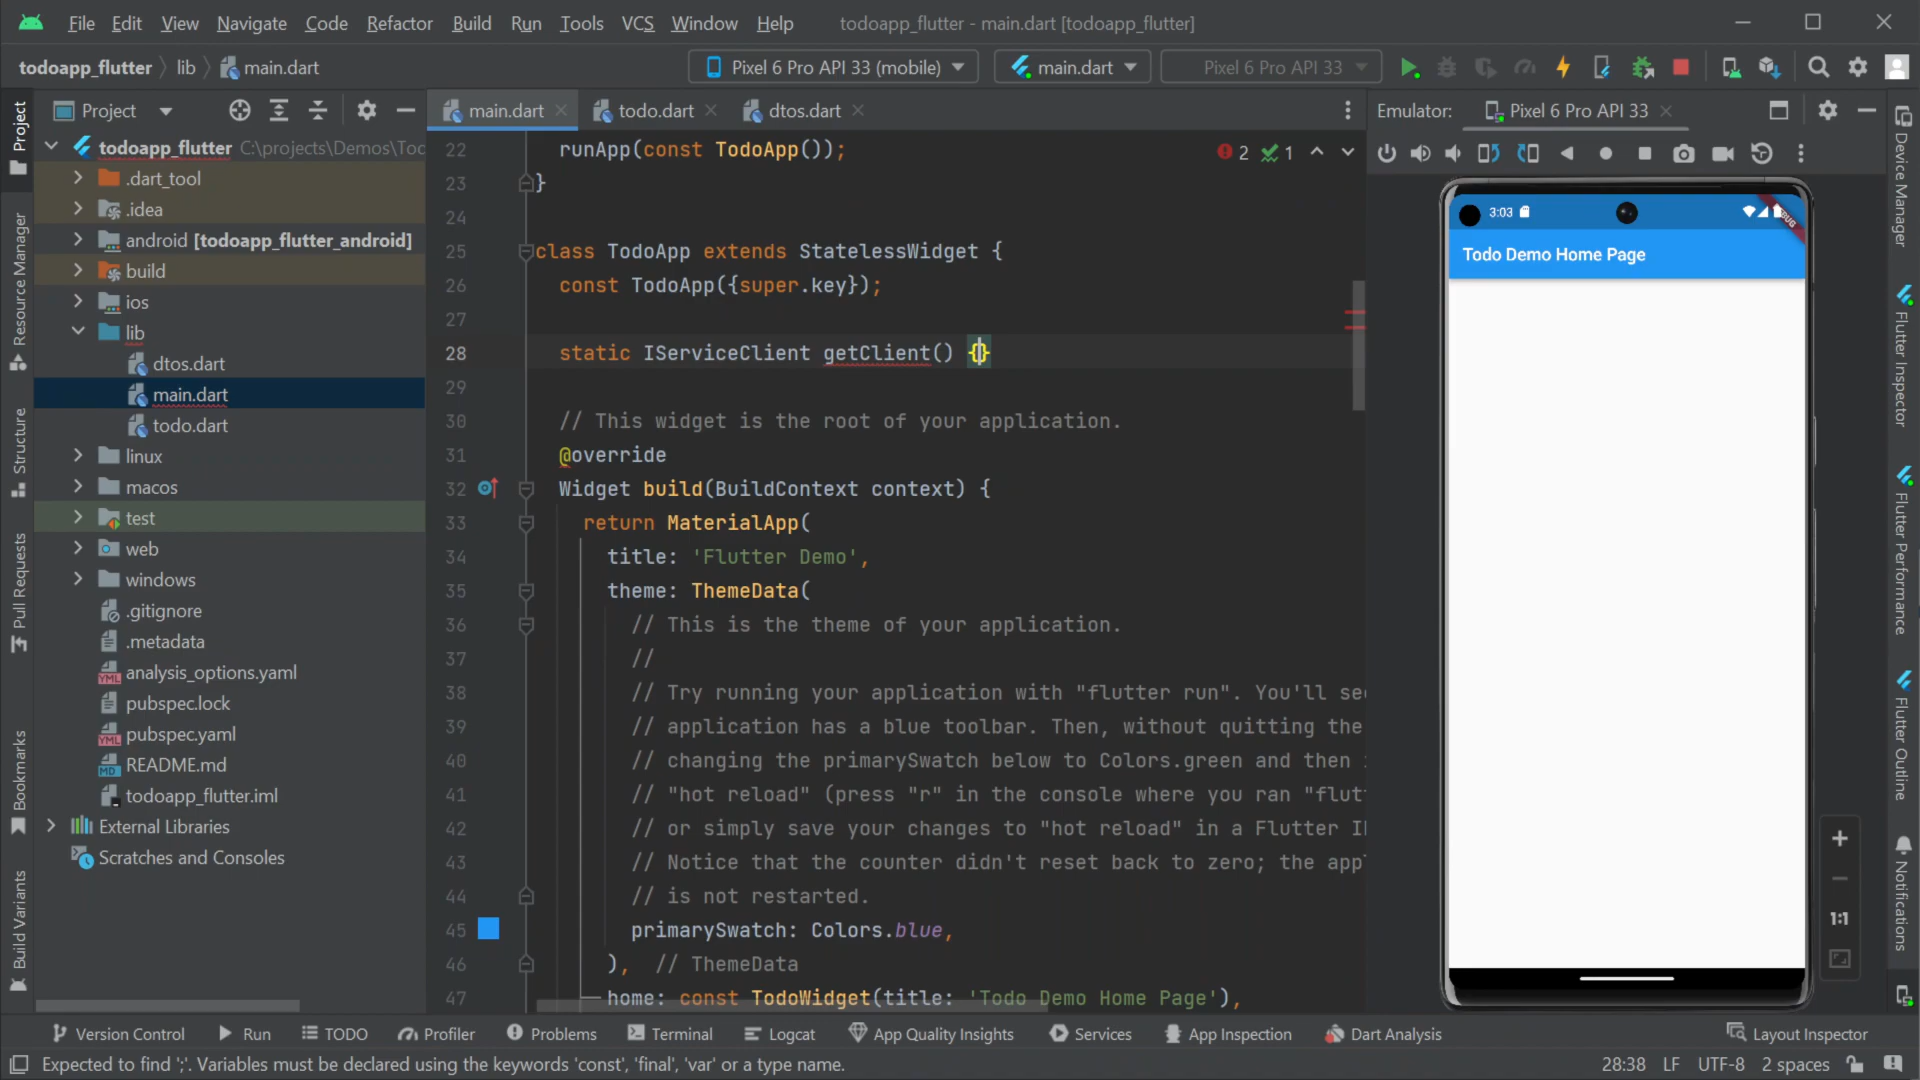 File Edit View Navigate Code Refactor Build Run Tools VCS Window Help todoapp_flutter - main.dart [todoapp_flutter]
todoapp_flutter lib main.dart Pixel 6 Pro API 33 (mobile) main.dart Pixel 6 Pro API 33
Project main.dart todo.dart dtos.dart Emulator: Pixel 6 Pro API 33
Project
Resource Manager
Structure
Pull Requests
Bookmarks
Build Variants
todoapp_flutter C:\projects\Demos\Toc
.dart_tool
.idea
android [todoapp_flutter_android]
build
ios
lib
dtos.dart
main.dart
todo.dart
linux
macos
test
web
windows
.gitignore
.metadata
analysis_options.yaml
pubspec.lock
pubspec.yaml
README.md
todoapp_flutter.iml
External Libraries
Scratches and Consoles
2 1
22 runApp(const TodoApp());
23 }
24
25 class TodoApp extends StatelessWidget {
26 const TodoApp({super.key});
27
28 static IServiceClient getClient() {}
29
30 // This widget is the root of your application.
31 @override
32 Widget build(BuildContext context) {
33 return MaterialApp(
34 title: 'Flutter Demo',
35 theme: ThemeData(
36 // This is the theme of your application.
37 //
38 // Try running your application with "flutter run". You'll see
39 // application has a blue toolbar. Then, without quitting the
40 // changing the primarySwatch below to Colors.green and then
41 // "hot reload" (press "r" in the console where you ran "flut
42 // or simply save your changes to "hot reload" in a Flutter I
43 // Notice that the counter didn't reset back to zero; the app
44 // is not restarted.
45 primarySwatch: Colors.blue,
46 ), // ThemeData
47 home: const TodoWidget(title: 'Todo Demo Home Page'),
3:03
Todo Demo Home Page
1:1
Device Manager
Flutter Inspector
Flutter Performance
Flutter Outline
Notifications
Version Control Run TODO Profiler Problems Terminal Logcat App Quality Insights Services App Inspection Dart Analysis Layout Inspector
Expected to find ';'. Variables must be declared using the keywords 'const', 'final', 'var' or a type name. 28:38 LF UTF-8 2 spaces